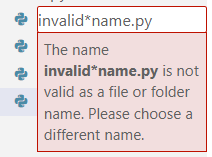 invalid*name.py
The name
invalid*name.py is not
valid as a file or folder
name. Please choose a
different name.